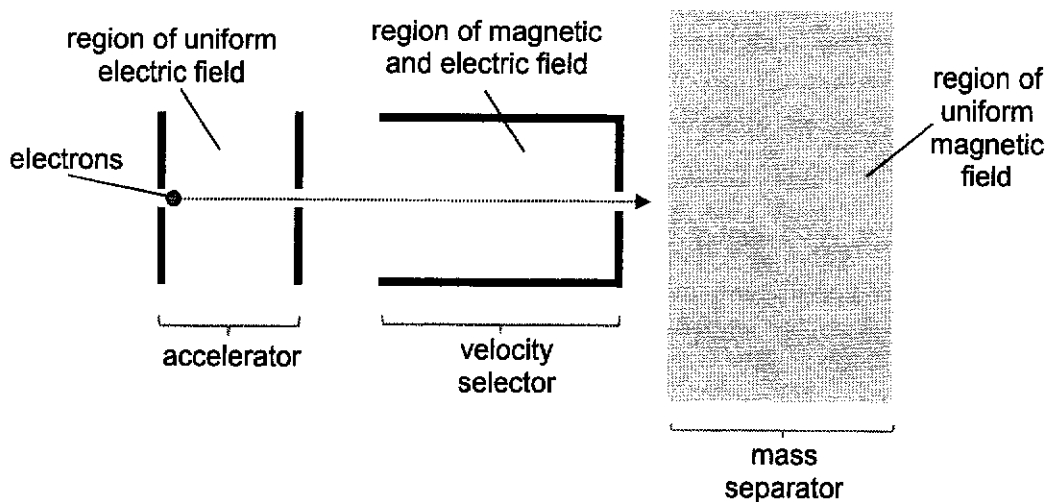 region of uniform
electric field
region of magnetic
and electric field
region of
uniform
magnetic
field
electrons
accelerator
velocity
selector
mass
separator